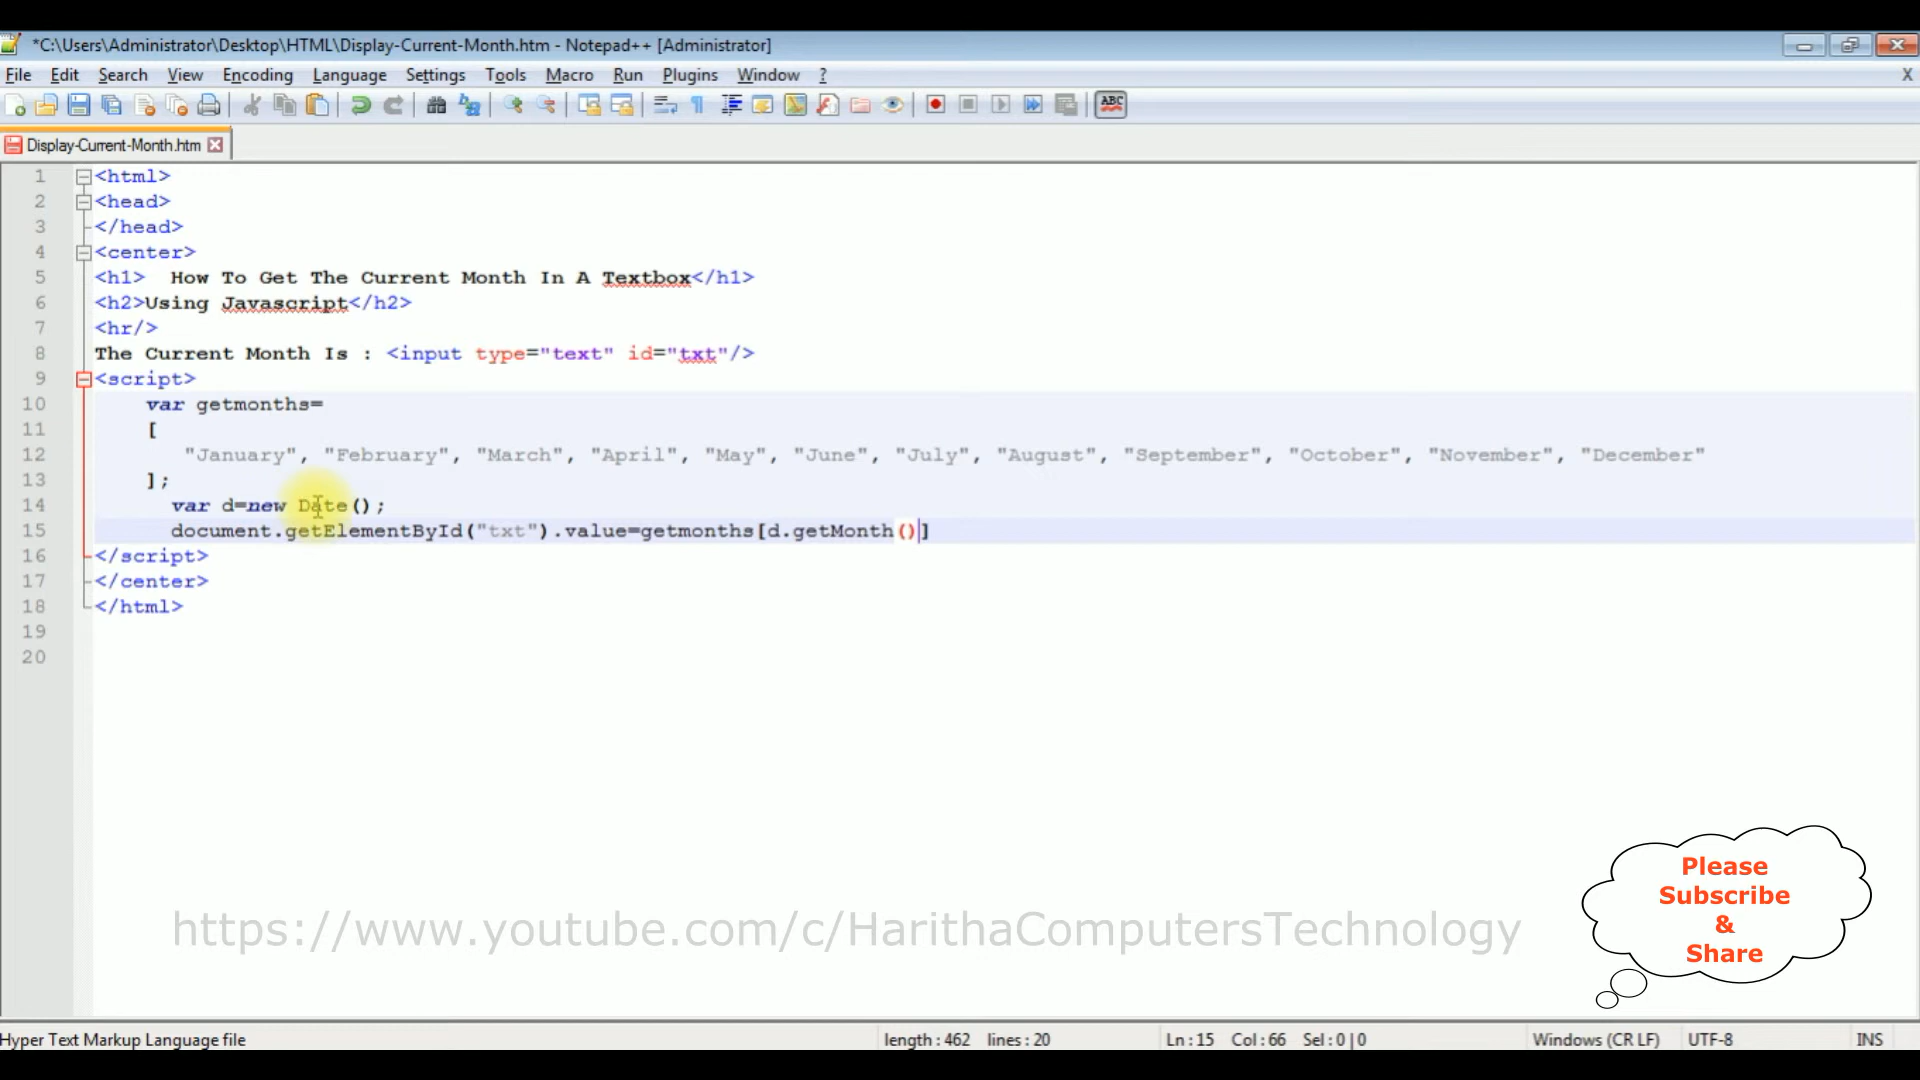 *C:\Users\Administrator\Desktop\HTML\Display-Current-Month.htm - Notepad++ [Administrator]
File Edit Search View Encoding Language Settings Tools Macro Run Plugins Window ? X
ABC
Display-Current-Month.htm
1 <html>
2 <head>
3 </head>
4 <center>
5 <h1>  How To Get The Current Month In A Textbox</h1>
6 <h2>Using Javascript</h2>
7 <hr/>
8 The Current Month Is : <input type="text" id="txt"/>
9 <script>
10     var getmonths=
11     [
12        "January", "February", "March", "April", "May", "June", "July", "August", "September", "October", "November", "December"
13     ];
14       var d=new Date();
15       document.getElementById("txt").value=getmonths[d.getMonth()]
16 </script>
17 </center>
18 </html>
19
20
Please
Subscribe
&
Share
https://www.youtube.com/c/HarithaComputersTechnology
Hyper Text Markup Language file length : 462 lines : 20 Ln : 15 Col : 66 Sel : 0 | 0 Windows (CR LF) UTF-8 INS